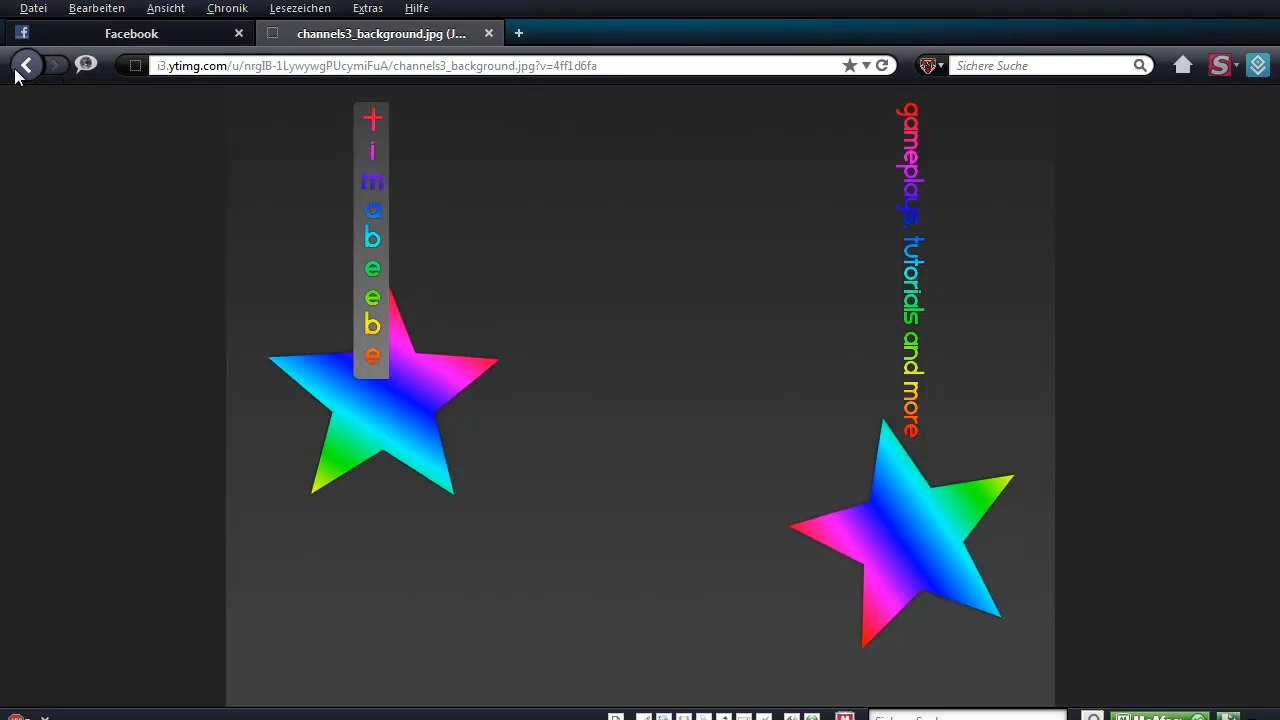 Datei Bearbeiten Ansicht Chronik Lesezeichen Extras Hilfe
Facebook
channels3_background.jpg (J...
i3.ytimg.com/u/nrgIB-1LywywgPUcymiFuA/channels3_background.jpg?v=4ff1d6fa
Sichere Suche
timabeebe
gameplays, tutorials and more